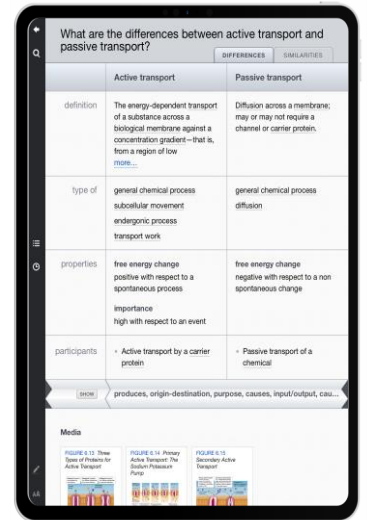 What are the differences between active transport and
passive transport?
DIFFERENCES SIMILARITIES
Active transport Passive transport
definition
The energy-dependent transport
of a substance across a
biological membrane against a
concentration gradient—that is,
from a region of low
more...
Diffusion across a membrane;
may or may not require a
channel or carrier protein.
type of
general chemical process
subcellular movement
endergonic process
transport work
general chemical process
diffusion
properties
free energy change
positive with respect to a
spontaneous process
importance
high with respect to an event
free energy change
negative with respect to a non
spontaneous change
participants
• Active transport by a carrier
protein
• Passive transport of a
chemical
SHOW produces, origin-destination, purpose, causes, input/output, cau...
Media
FIGURE 6.13 Three
Types of Proteins for
Active Transport
FIGURE 6.14 Primary
Active Transport: The
Sodium Potassium
Pump
FIGURE 6.15
Secondary Active
Transport
AA